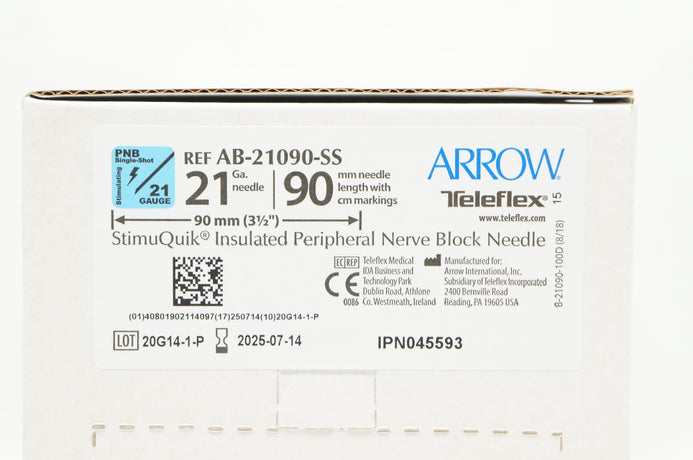 PNB
Single-Shot
Stimulating
21
GAUGE
REF AB-21090-SS
21 Ga. needle
90 mm needle length with cm markings
90 mm (3½")
ARROW®
Teleflex®
www.teleflex.com
15
B-21090-100D (8/18)
StimuQuik® Insulated Peripheral Nerve Block Needle
EC REP
Teleflex Medical
IDA Business and
Technology Park
Dublin Road, Athlone
Co. Westmeath, Ireland
CE
0086
Manufactured for:
Arrow International, Inc.
Subsidiary of Teleflex Incorporated
2400 Bernville Road
Reading, PA 19605 USA
(01)40801902114097(17)250714(10)20G14-1-P
LOT 20G14-1-P
2025-07-14
IPN045593